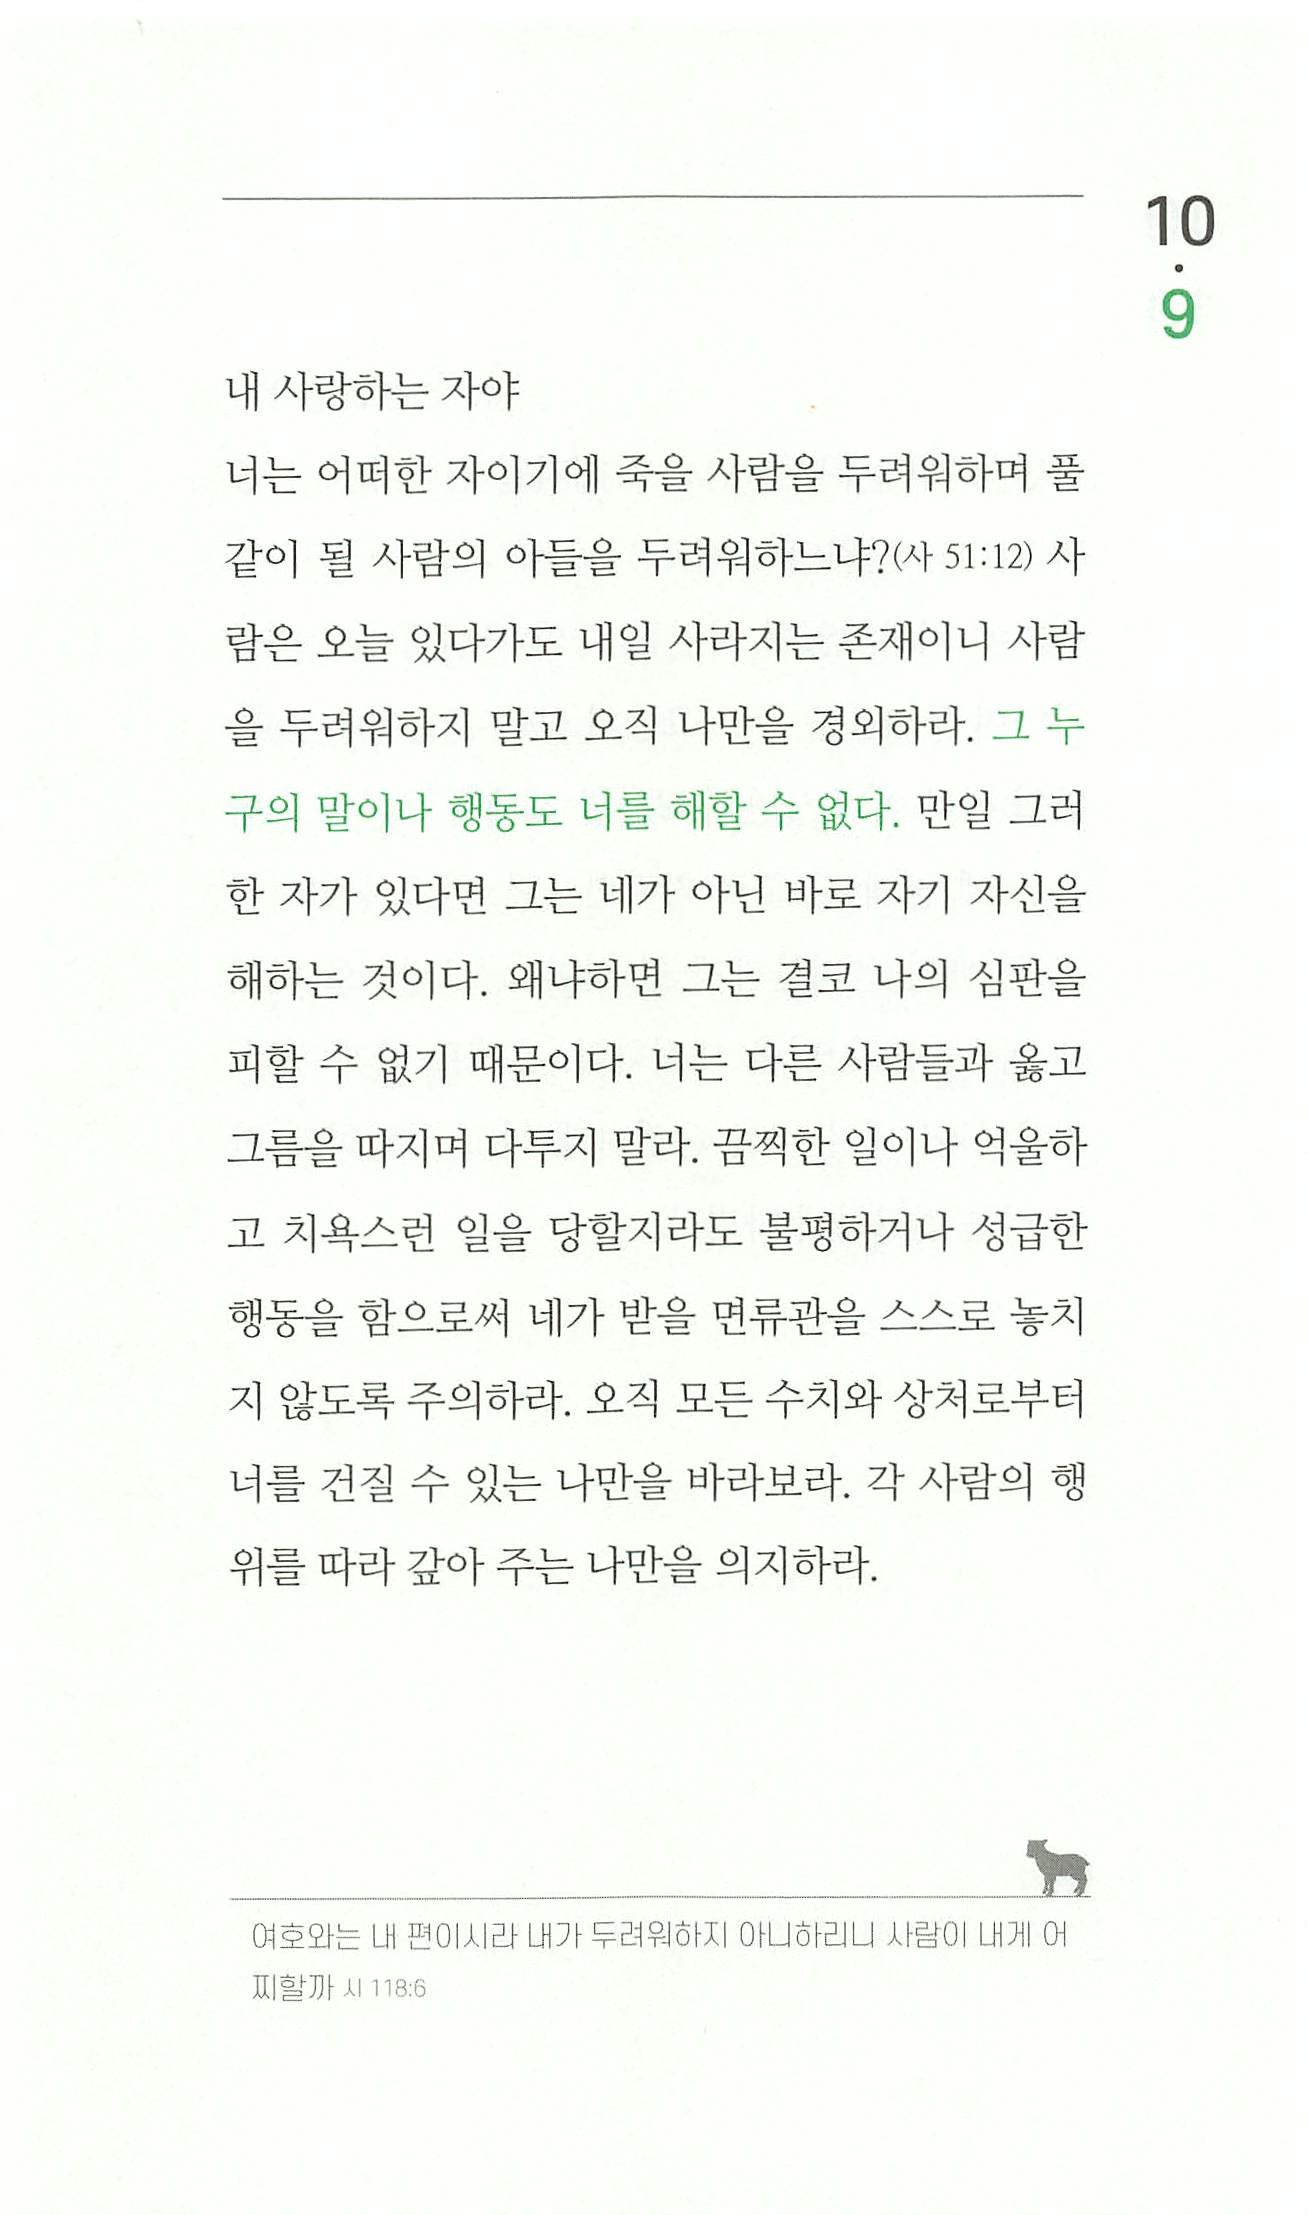 10
·
9
내 사랑하는 자야
너는 어떠한 자이기에 죽을 사람을 두려워하며 풀
같이 될 사람의 아들을 두려워하느냐?(사 51:12) 사
람은 오늘 있다가도 내일 사라지는 존재이니 사람
을 두려워하지 말고 오직 나만을 경외하라. 그 누
구의 말이나 행동도 너를 해할 수 없다. 만일 그러
한 자가 있다면 그는 네가 아닌 바로 자기 자신을
해하는 것이다. 왜냐하면 그는 결코 나의 심판을
피할 수 없기 때문이다. 너는 다른 사람들과 옳고
그름을 따지며 다투지 말라. 끔찍한 일이나 억울하
고 치욕스런 일을 당할지라도 불평하거나 성급한
행동을 함으로써 네가 받을 면류관을 스스로 놓치
지 않도록 주의하라. 오직 모든 수치와 상처로부터
너를 건질 수 있는 나만을 바라보라. 각 사람의 행
위를 따라 갚아 주는 나만을 의지하라.
여호와는 내 편이시라 내가 두려워하지 아니하리니 사람이 내게 어
찌할까 시 118:6